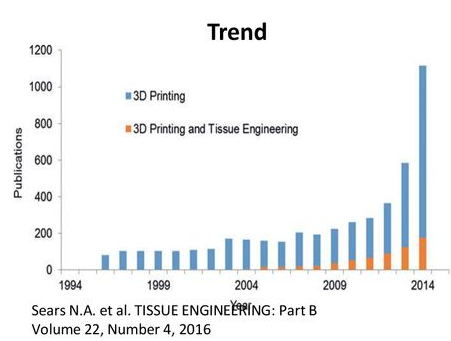 Trend
1200
1000
800
600
400
200
0
Publications
3D Printing
3D Printing and Tissue Engineering
1994 1999 2004 2009 2014
Year
Sears N.A. et al. TISSUE ENGINEERING: Part B
Volume 22, Number 4, 2016